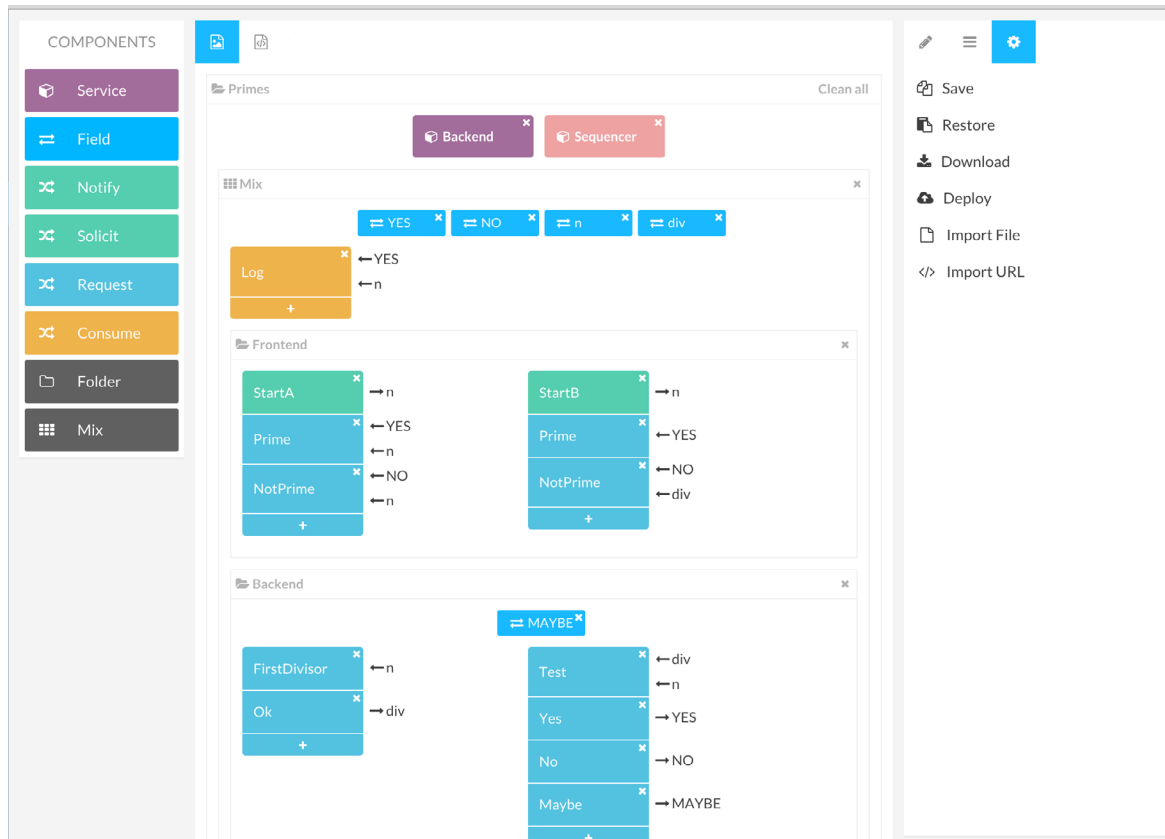 COMPONENTS
Service
Field
Notify
Solicit
Request
Consume
Folder
Mix
Primes
Clean all
Backend
Sequencer
Mix
YES
NO
n
div
Log
←YES
←n
+
Frontend
StartA
→n
Prime
←YES
←n
NotPrime
←NO
←n
+
StartB
→n
Prime
←YES
NotPrime
←NO
←div
+
Backend
MAYBE
FirstDivisor
←n
Ok
→div
+
Test
←div
←n
Yes
→YES
No
→NO
Maybe
→MAYBE
+
Save
Restore
Download
Deploy
Import File
</> Import URL